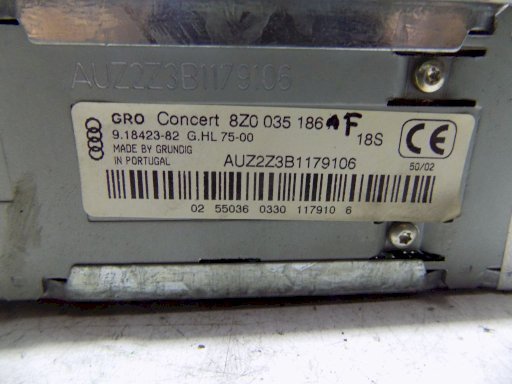 AUZ2Z3B1179106
GRO Concert 8Z0 035 186 AF
9.18423-82 G.HL 75-00 18S
MADE BY GRUNDIG
IN PORTUGAL AUZ2Z3B1179106
CE
50/02
02 55036 0330 117910 6